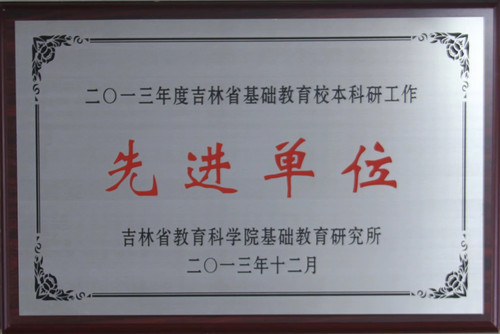 二〇一三年度吉林省基础教育校本科研工作
先进单位
吉林省教育科学院基础教育研究所
二〇一三年十二月